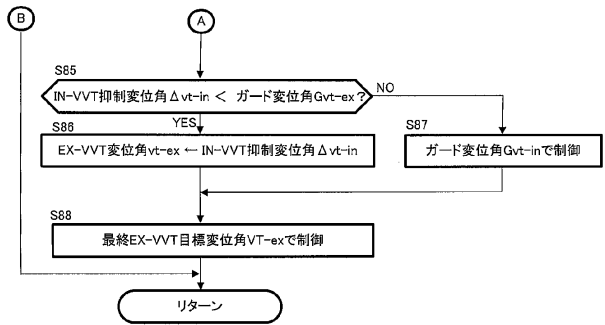 B
A
S85
IN-VVT抑制変位角Δvt-in < ガード変位角Gvt-ex?
NO
YES
S86
EX-VVT変位角vt-ex ← IN-VVT抑制変位角Δvt-in
S87
ガード変位角Gvt-inで制御
S88
最終EX-VVT目標変位角VT-exで制御
リターン